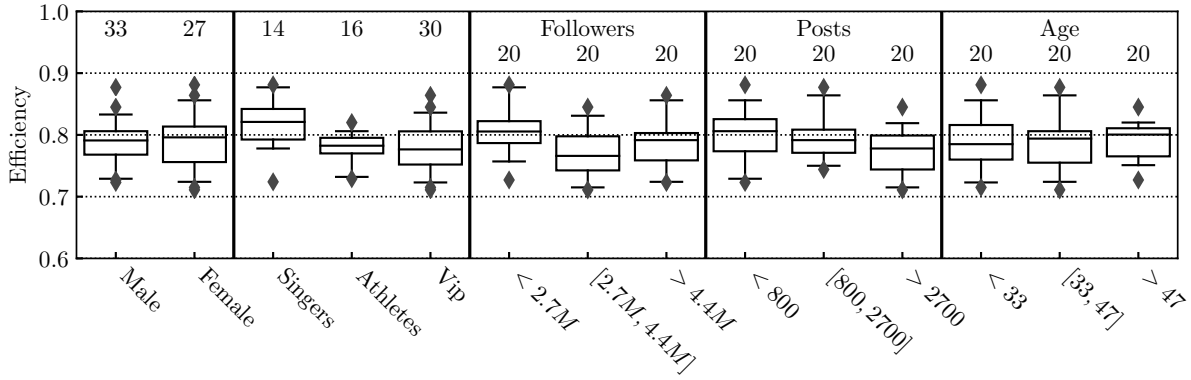 1.0
33 27 14 16 30 Followers Posts Age
20 20 20 20 20 20 20 20 20
0.9
0.8
0.7
0.6
Efficiency
Male
Female
Singers
Athletes
Vip
< 2.7M
[2.7M, 4.4M]
> 4.4M
< 800
[800, 2700]
> 2700
< 33
[33, 47]
> 47